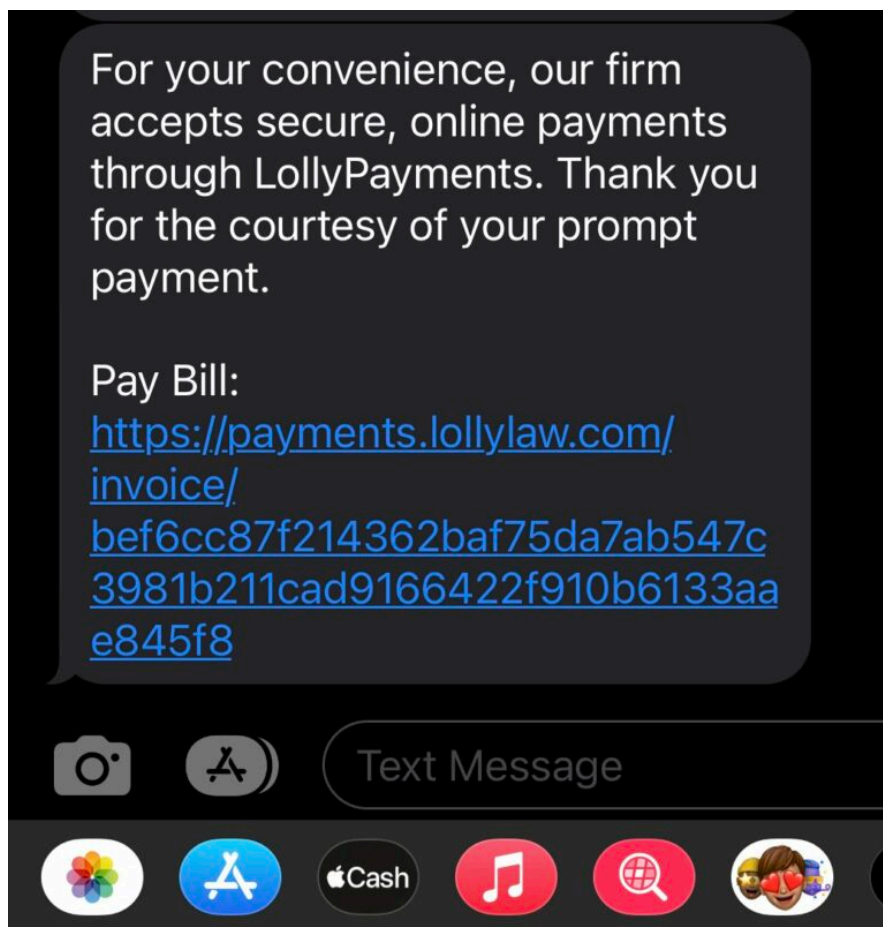 For your convenience, our firm
accepts secure, online payments
through LollyPayments. Thank you
for the courtesy of your prompt
payment.
Pay Bill:
https://payments.lollylaw.com/
invoice/
bef6cc87f214362baf75da7ab547c
3981b211cad9166422f910b6133aa
e845f8
Text Message
Cash